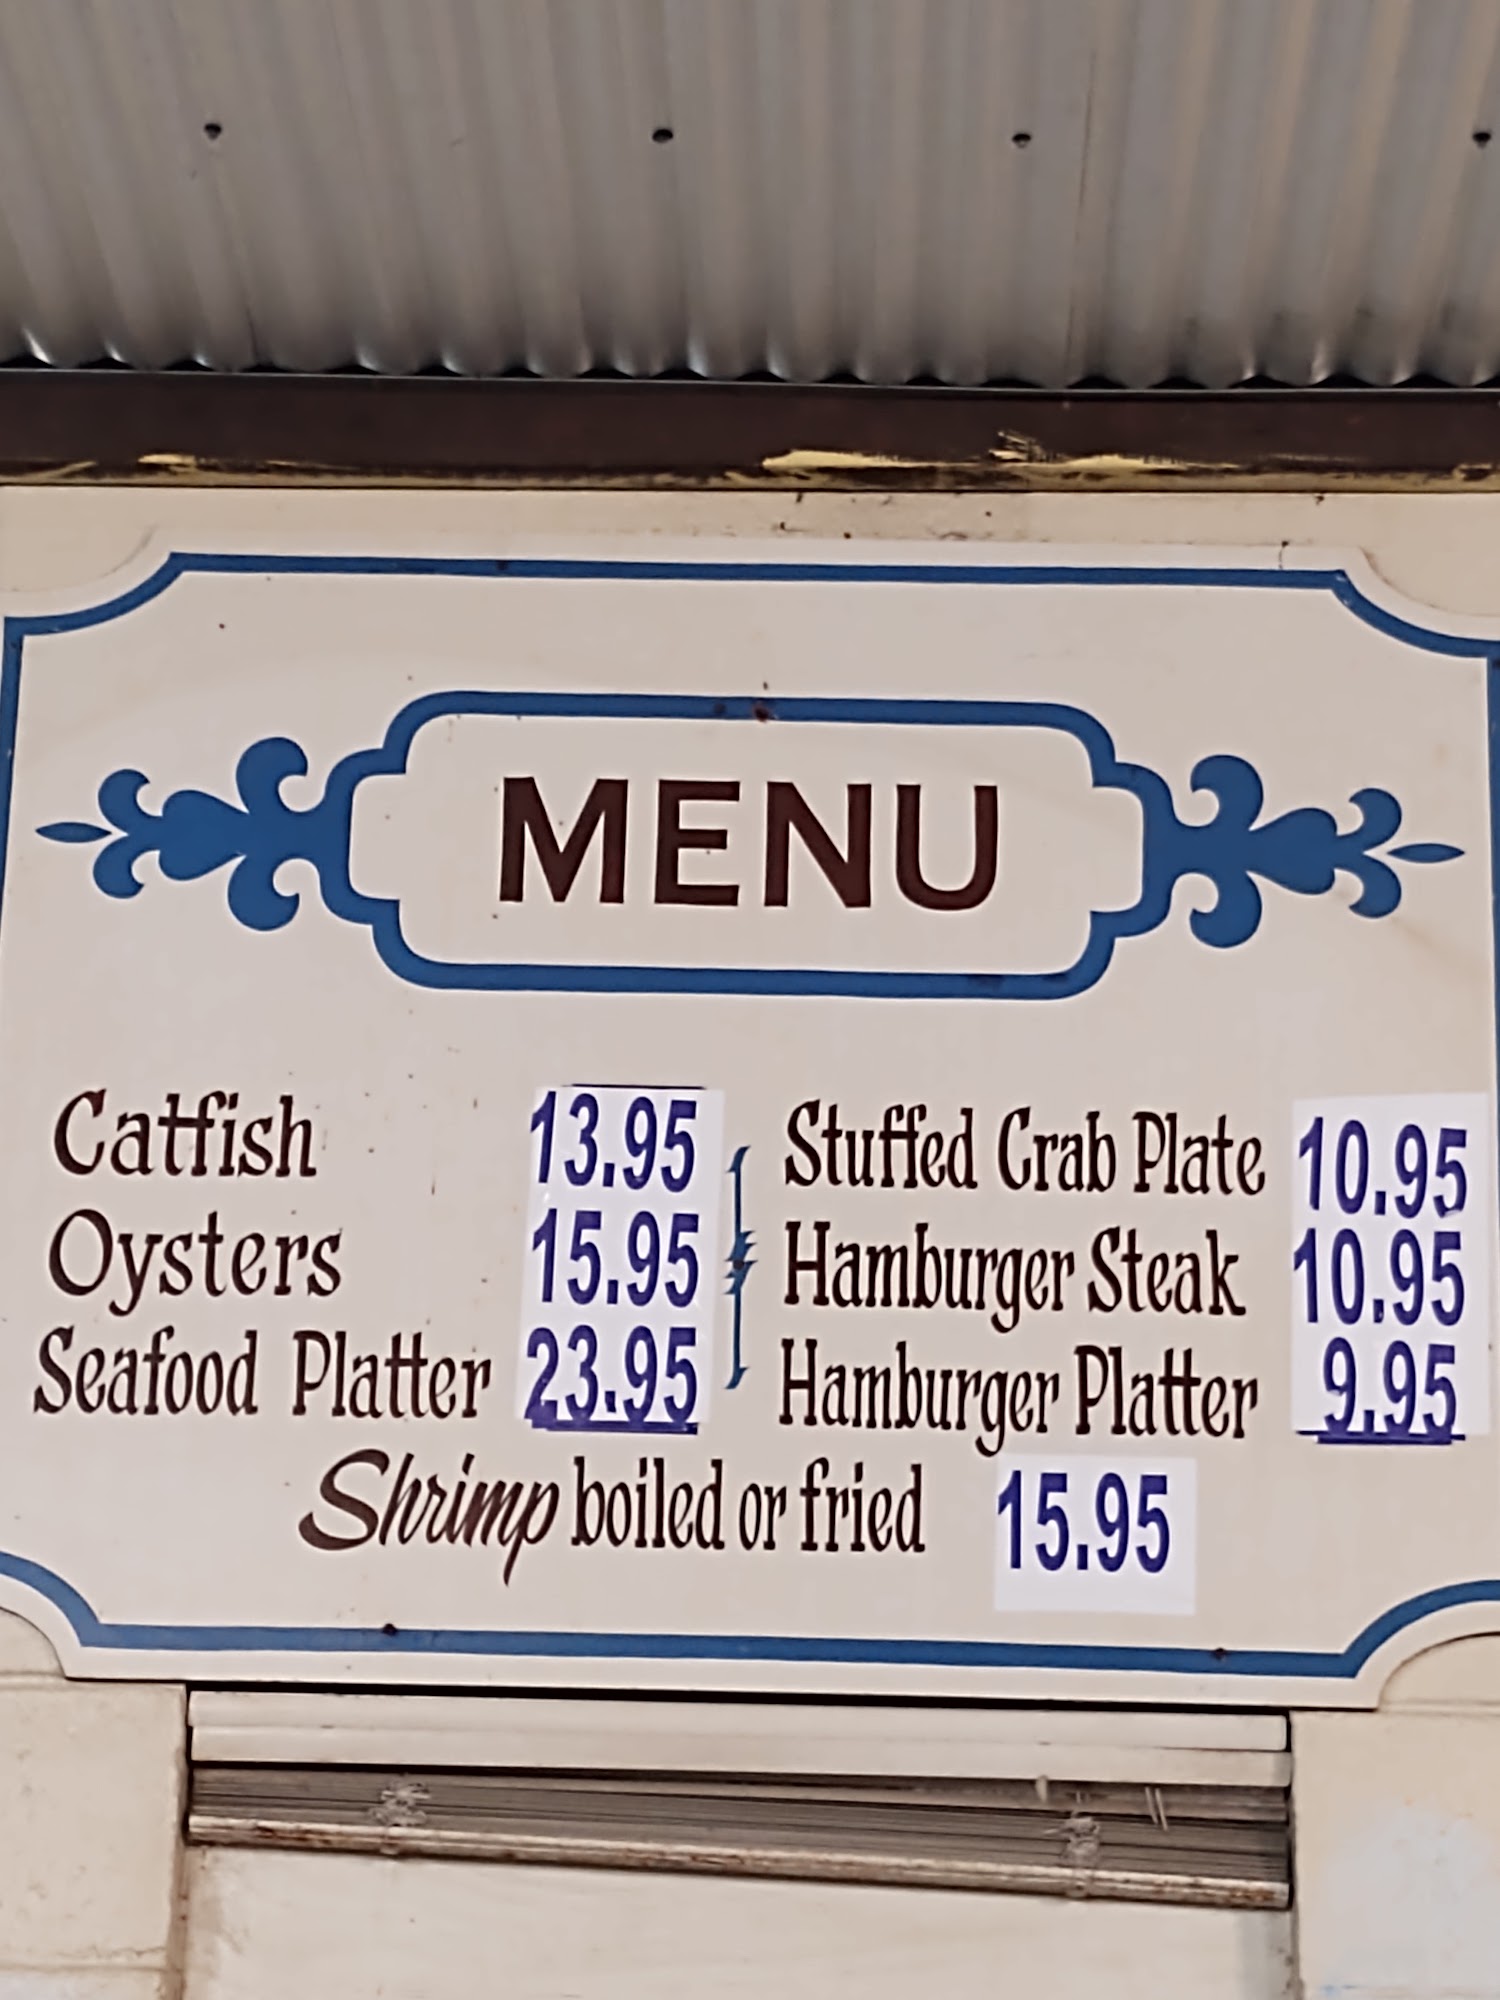 MENU
Catfish 13.95
Oysters 15.95
Seafood Platter 23.95
Stuffed Crab Plate 10.95
Hamburger Steak 10.95
Hamburger Platter 9.95
Shrimp boiled or fried 15.95